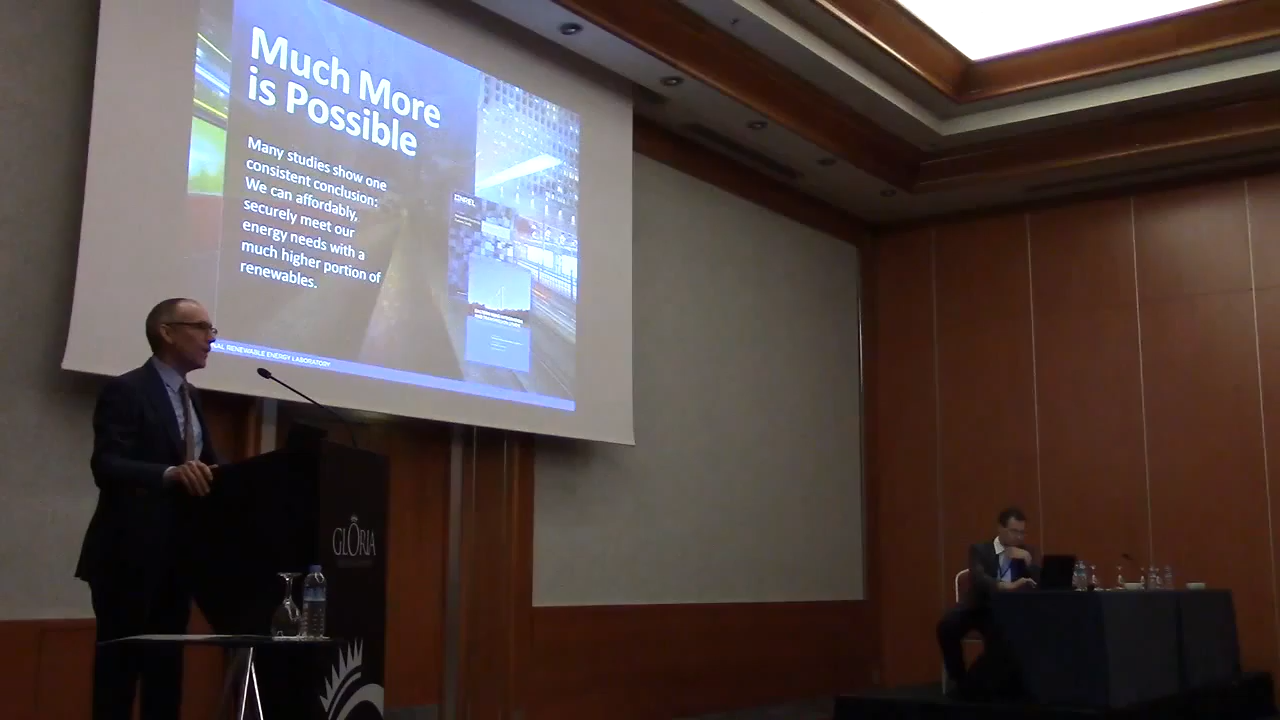 Much More
is Possible
Many studies show one
consistent conclusion:
We can affordably,
securely meet our
energy needs with a
much higher portion of
renewables.
NREL
NAL RENEWABLE ENERGY LABORATORY
GLORIA